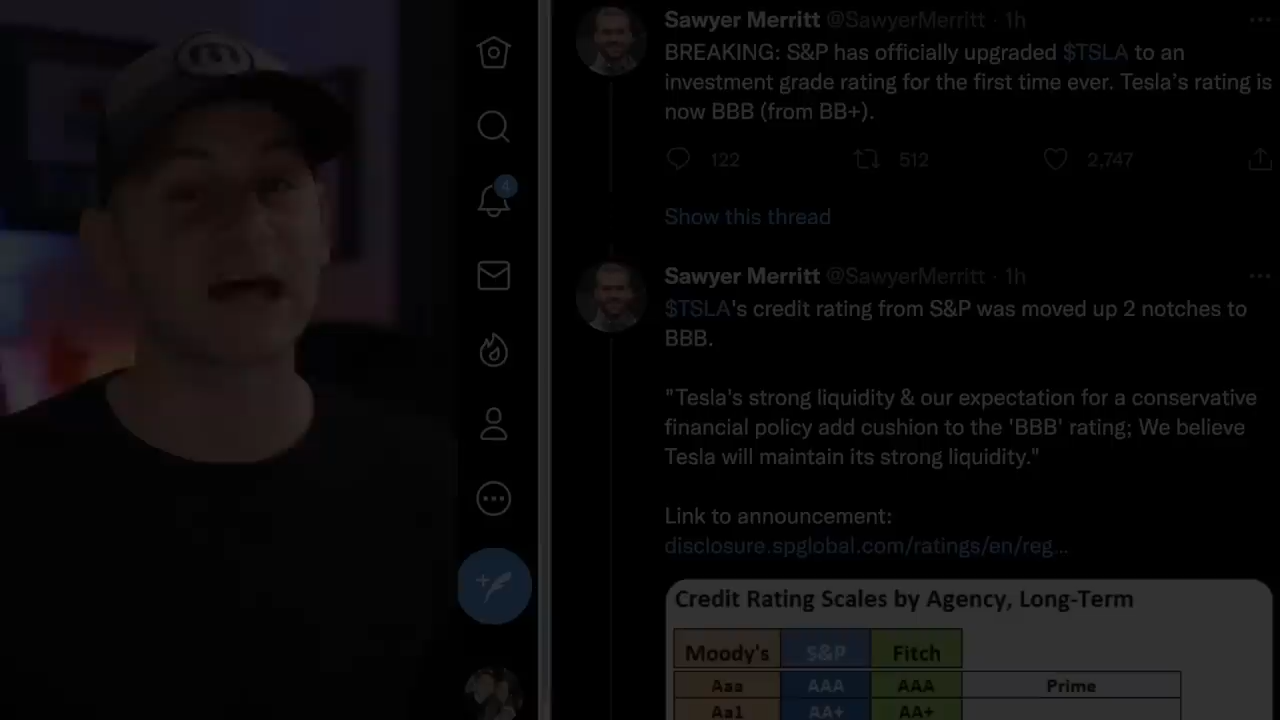 Sawyer Merritt @SawyerMerritt · 1h
BREAKING: S&P has officially upgraded $TSLA to an
investment grade rating for the first time ever. Tesla's rating is
now BBB (from BB+).
122 512 2,747
Show this thread
4
Sawyer Merritt @SawyerMerritt · 1h
$TSLA's credit rating from S&P was moved up 2 notches to
BBB.
"Tesla's strong liquidity & our expectation for a conservative
financial policy add cushion to the 'BBB' rating; We believe
Tesla will maintain its strong liquidity."
Link to announcement:
disclosure.spglobal.com/ratings/en/reg...
Credit Rating Scales by Agency, Long-Term
Moody's S&P Fitch
Aaa AAA AAA Prime
Aa1 AA+ AA+